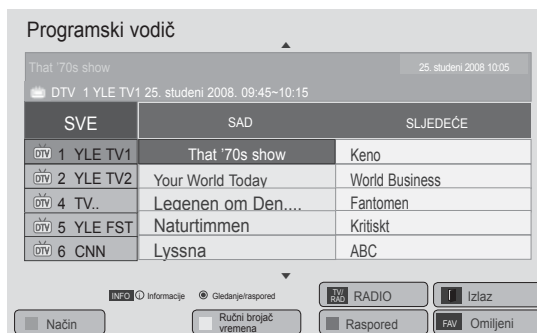 Programski vodič
That '70s show
25. studeni 2008 10:05
DTV 1 YLE TV1 25. studeni 2008. 09:45~10:15
SVE SAD SLJEDEĆE
DTV 1 YLE TV1 That '70s show Keno
DTV 2 YLE TV2 Your World Today World Business
DTV 4 TV.. Legenen om Den.... Fantomen
DTV 5 YLE FST Naturtimmen Kritiskt
DTV 6 CNN Lyssna ABC
INFO i Informacije Gledanje/raspored TV/RAD RADIO Izlaz
Način Ručni brojač vremena Raspored FAV Omiljeni